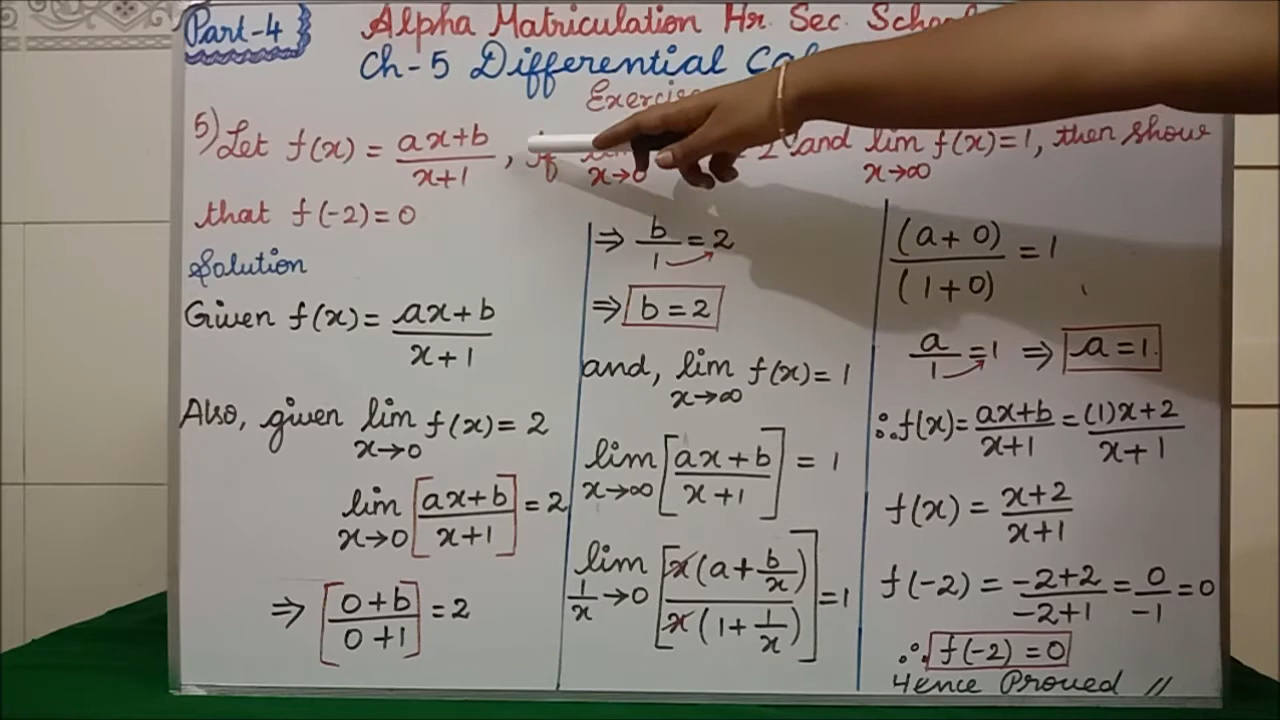 Part-4
Alpha Matriculation Hr. Sec. School
Ch-5 Differential
5) Let f(x) = (ax+b)/(x+1), If x→0 2 and lim x→∞ f(x)=1, then show
that f(-2)=0
Solution
Given f(x) = (ax+b)/(x+1)
Also, given lim x→0 f(x) = 2
lim x→0 [(ax+b)/(x+1)] = 2
⇒ [(0+b)/(0+1)] = 2
⇒ b/1 = 2
⇒ b = 2
and, lim x→∞ f(x) = 1
lim x→∞ [(ax+b)/(x+1)] = 1
lim 1/x→0 [x(a+b/x)/x(1+1/x)] = 1
(a+0)/(1+0) = 1
a/1 = 1 ⇒ a = 1.
∴ f(x) = (ax+b)/(x+1) = ((1)x+2)/(x+1)
f(x) = (x+2)/(x+1)
f(-2) = (-2+2)/(-2+1) = 0/-1 = 0
∴ f(-2) = 0
Hence Proved //